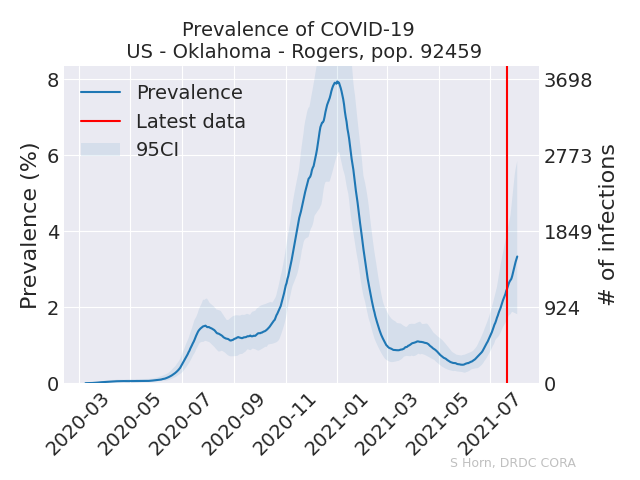 Prevalence of COVID-19
US - Oklahoma - Rogers, pop. 92459
Prevalence
Latest data
95CI
Prevalence (%)
8
6
4
2
0
3698
2773
1849
924
0
# of infections
2020-03
2020-05
2020-07
2020-09
2020-11
2021-01
2021-03
2021-05
2021-07
S Horn, DRDC CORA